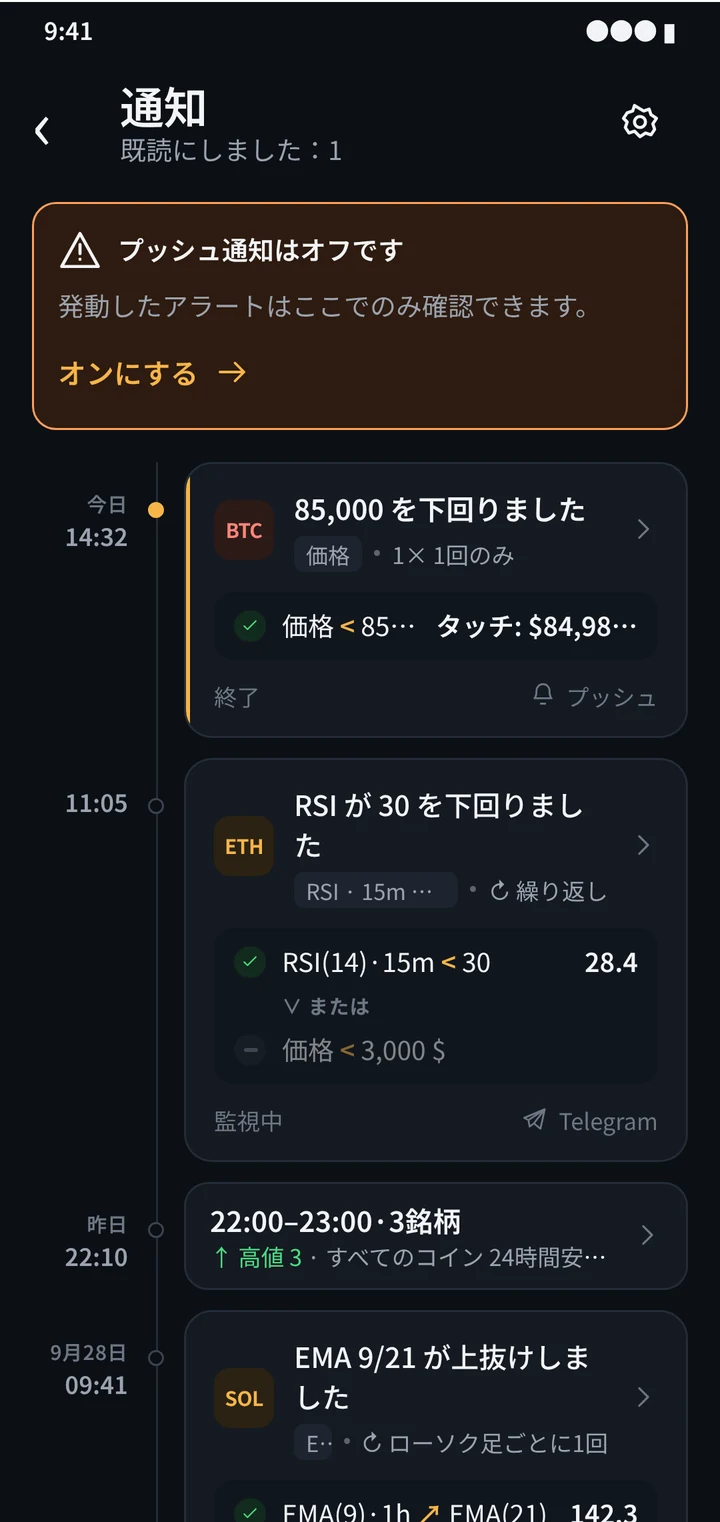 9:41
通知
既読にしました：1
プッシュ通知はオフです
発動したアラートはここでのみ確認できます。
オンにする →
今日
14:32
BTC
85,000 を下回りました
価格 • 1× 1回のみ
価格 < 85… タッチ: $84,98…
終了
プッシュ
11:05
ETH
RSI が 30 を下回りまし
た
RSI · 15m … • ↻ 繰り返し
RSI(14) · 15m < 30 28.4
∨ または
価格 < 3,000 $
監視中
Telegram
昨日
22:10
22:00–23:00 · 3銘柄
↑ 高値 3 · すべてのコイン 24時間安…
9月28日
09:41
SOL
EMA 9/21 が上抜けしま
した
E… • ↻ ローソク足ごとに1回
EMA(9) · 1h ↗ EMA(21) 142.3